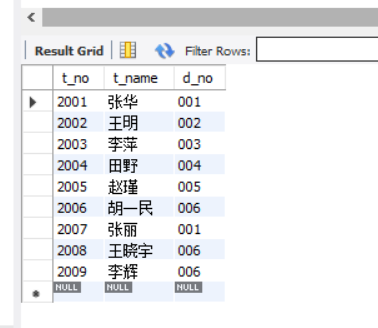 Result Grid Filter Rows:
t_no t_name d_no
2001 张华 001
2002 王明 002
2003 李萍 003
2004 田野 004
2005 赵瑾 005
2006 胡一民 006
2007 张丽 001
2008 王晓宇 006
2009 李辉 006
NULL NULL NULL